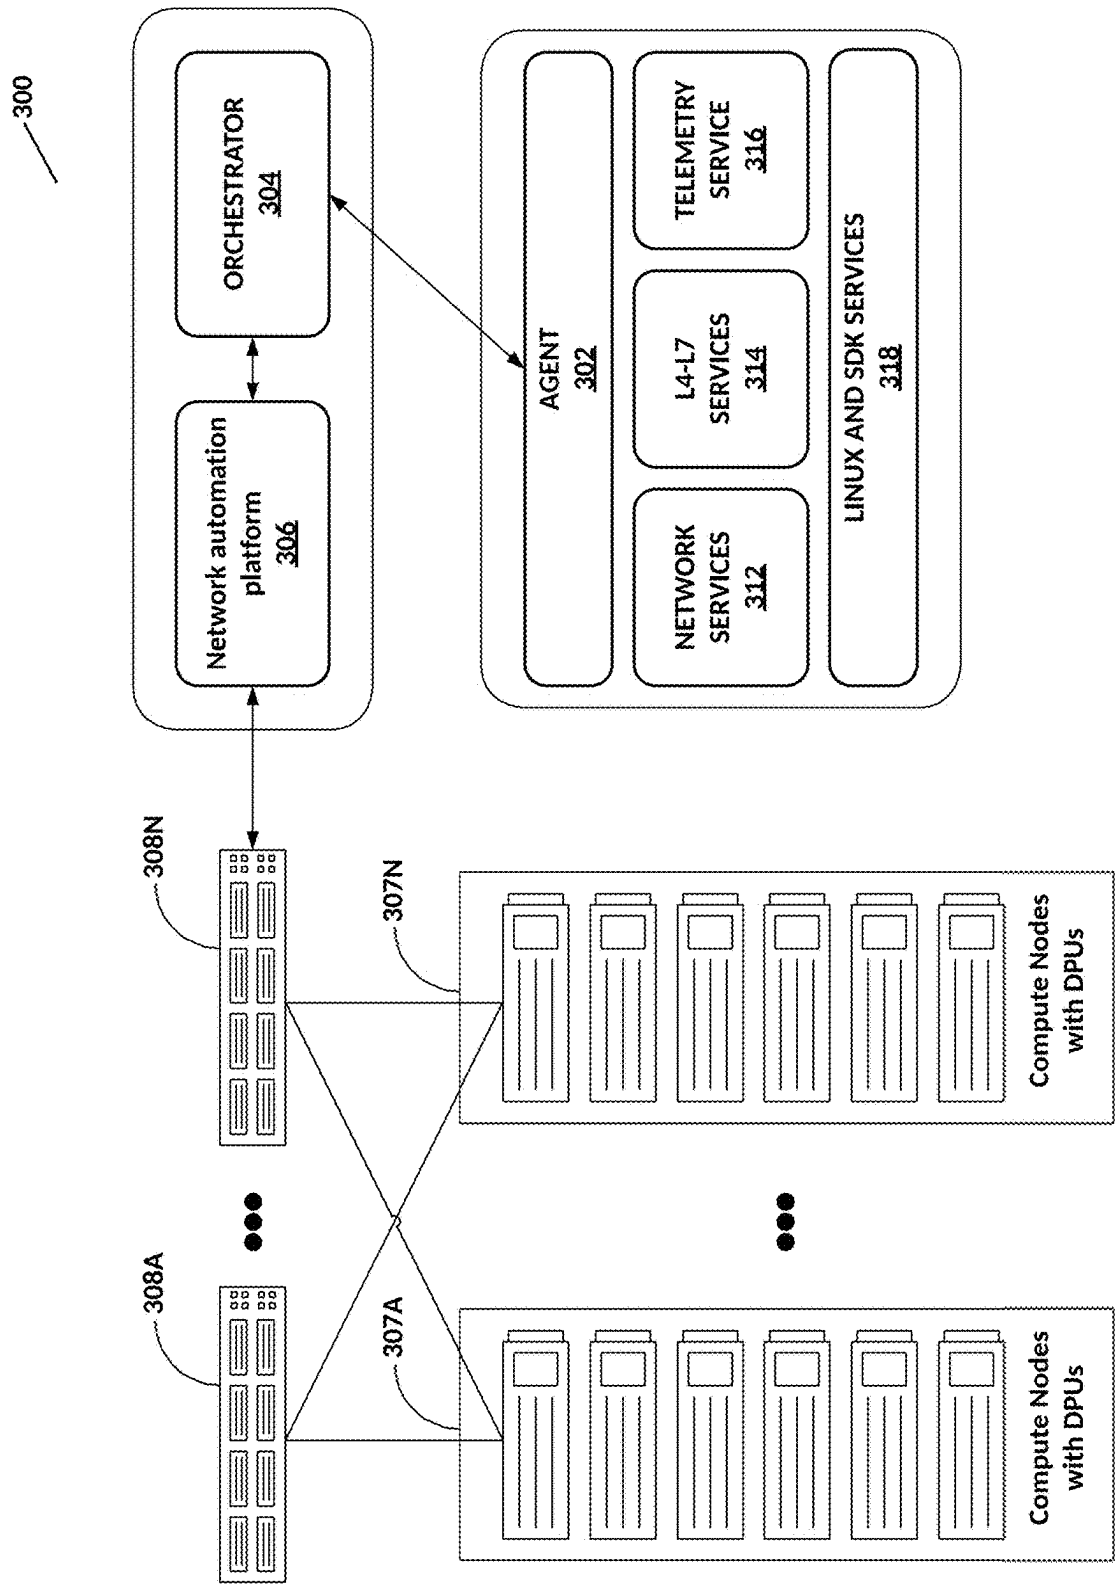 300
308A
308N
307A
307N
Network automation
platform
306
ORCHESTRATOR
304
AGENT
302
NETWORK
SERVICES
312
L4-L7
SERVICES
314
TELEMETRY
SERVICE
316
LINUX AND SDK SERVICES
318
Compute Nodes
with DPUs
Compute Nodes
with DPUs